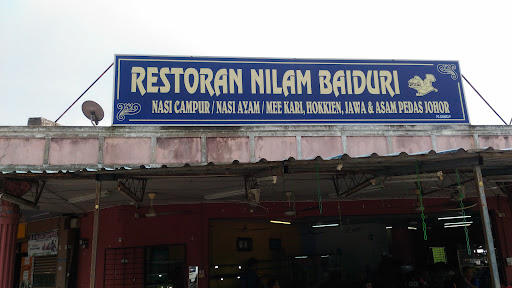 RESTORAN NILAM BAIDURI
NASI CAMPUR / NASI AYAM / MEE KARI, HOKKIEN, JAWA & ASAM PEDAS JOHOR